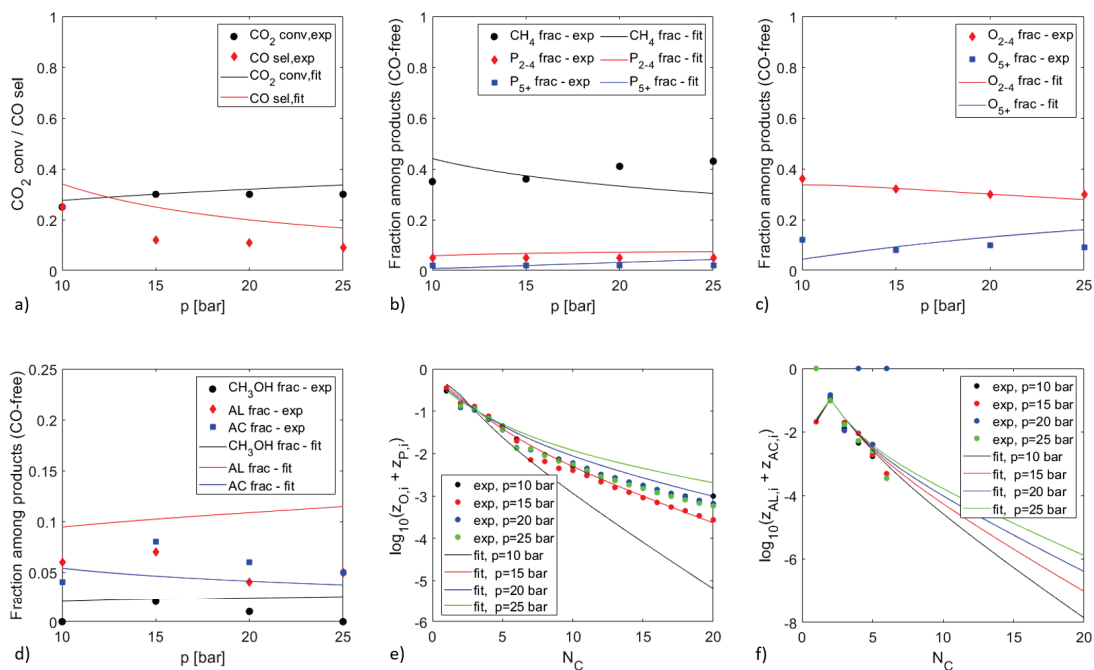 CO2 conv / CO sel
1
0.8
0.6
0.4
0.2
0
CO2 conv,exp
CO sel,exp
CO2 conv,fit
CO sel,fit
10 15 20 25
p [bar]
a)
Fraction among products (CO-free)
1
0.8
0.6
0.4
0.2
0
CH4 frac - exp CH4 frac - fit
P2-4 frac - exp P2-4 frac - fit
P5+ frac - exp P5+ frac - fit
10 15 20 25
p [bar]
b)
Fraction among products (CO-free)
1
0.8
0.6
0.4
0.2
0
O2-4 frac - exp
O5+ frac - exp
O2-4 frac - fit
O5+ frac - fit
10 15 20 25
p [bar]
c)
Fraction among products (CO-free)
0.25
0.2
0.15
0.1
0.05
0
CH3OH frac - exp
AL frac - exp
AC frac - exp
CH3OH frac - fit
AL frac - fit
AC frac - fit
10 15 20 25
p [bar]
d)
log10(zO,i + zP,i)
0
-1
-2
-3
-4
-5
-6
exp, p=10 bar
exp, p=15 bar
exp, p=20 bar
exp, p=25 bar
fit, p=10 bar
fit, p=15 bar
fit, p=20 bar
fit, p=25 bar
0 5 10 15 20
NC
e)
log10(zAL,i + zAC,i)
0
-2
-4
-6
-8
exp, p=10 bar
exp, p=15 bar
exp, p=20 bar
exp, p=25 bar
fit, p=10 bar
fit, p=15 bar
fit, p=20 bar
fit, p=25 bar
0 5 10 15 20
NC
f)